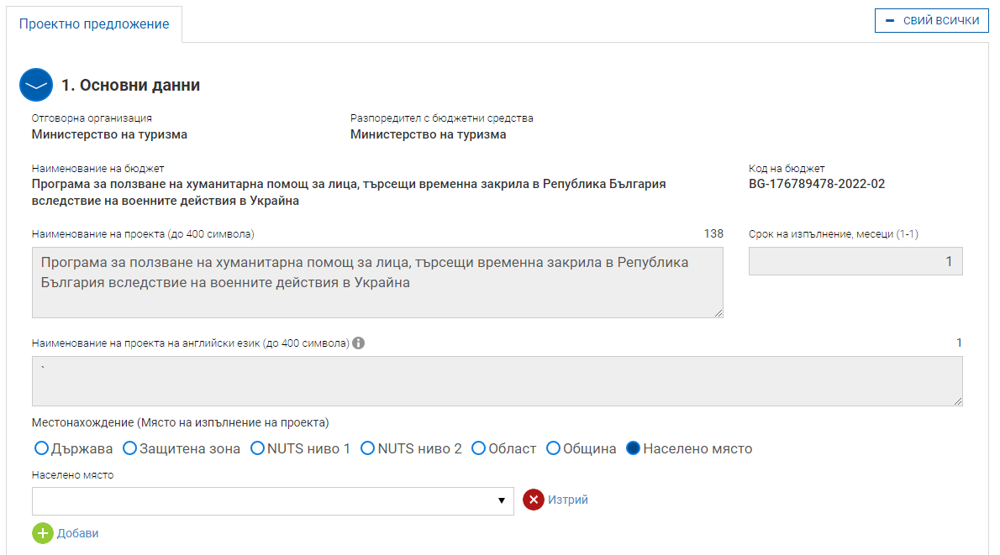 Проектно предложение
СВИЙ ВСИЧКИ
1. Основни данни
Отговорна организация
Министерство на туризма
Разпоредител с бюджетни средства
Министерство на туризма
Наименование на бюджет
Програма за ползване на хуманитарна помощ за лица, търсещи временна закрила в Република България
вследствие на военните действия в Украйна
Код на бюджет
BG-176789478-2022-02
Наименование на проекта (до 400 символа)
138
Програма за ползване на хуманитарна помощ за лица, търсещи временна закрила в Република
България вследствие на военните действия в Украйна
Срок на изпълнение, месеци (1-1)
1
Наименование на проекта на английски език (до 400 символа)
1
`
Местонахождение (Място на изпълнение на проекта)
Държава Защитена зона NUTS ниво 1 NUTS ниво 2 Област Община Населено място
Населено място
Изтрий
Добави